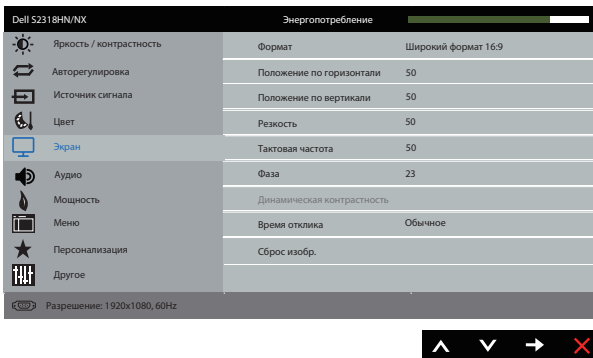 Dell S2318HN/NX Энергопотребление
Яркость / контрастность
Авторегулировка
Источник сигнала
Цвет
Экран
Аудио
Мощность
Меню
Персонализация
Другое
Формат Широкий формат 16:9
Положение по горизонтали 50
Положение по вертикали 50
Резкость 50
Тактовая частота 50
Фаза 23
Динамическая контрастность
Время отклика Обычное
Сброс изобр.
Разрешение: 1920x1080, 60Hz